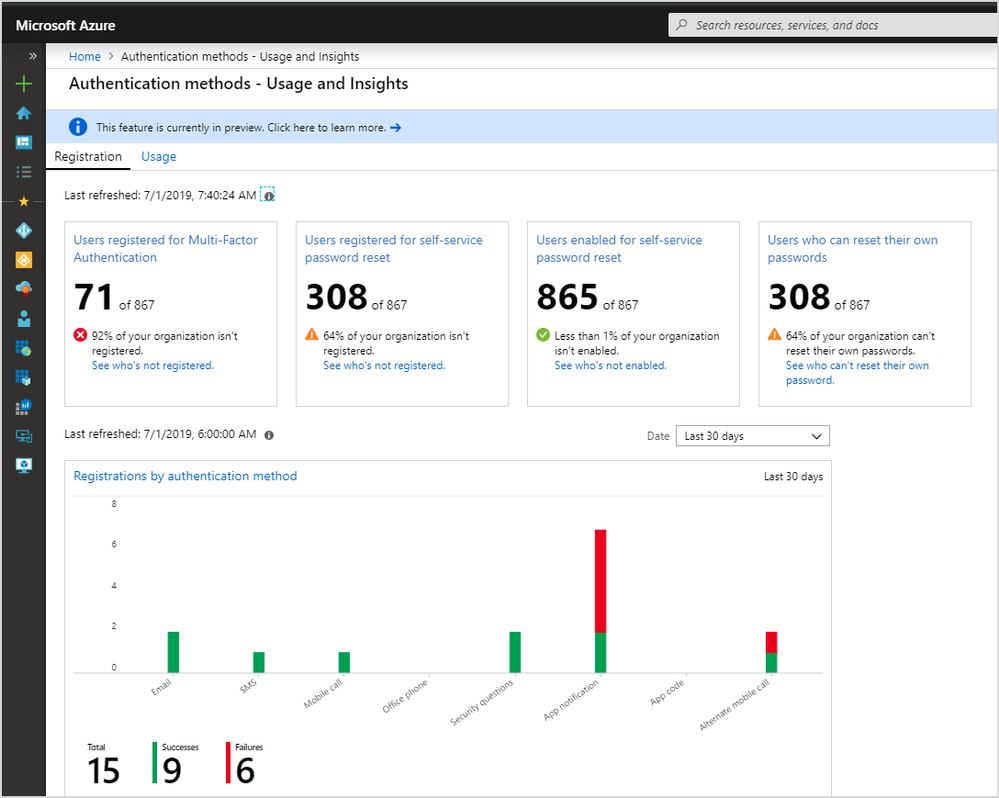 Microsoft Azure
Search resources, services, and docs
Home > Authentication methods - Usage and Insights
Authentication methods - Usage and Insights
This feature is currently in preview. Click here to learn more. →
Registration Usage
Last refreshed: 7/1/2019, 7:40:24 AM
Users registered for Multi-Factor
Authentication
71 of 867
92% of your organization isn't
registered.
See who's not registered.
Users registered for self-service
password reset
308 of 867
64% of your organization isn't
registered.
See who's not registered.
Users enabled for self-service
password reset
865 of 867
Less than 1% of your organization
isn't enabled.
See who's not enabled.
Users who can reset their own
passwords
308 of 867
64% of your organization can't
reset their own passwords.
See who can't reset their own
password.
Last refreshed: 7/1/2019, 6:00:00 AM
Date Last 30 days
Registrations by authentication method
Last 30 days
8
6
4
2
0
Email
SMS
Mobile call
Office phone
Security questions
App notification
App code
Alternate mobile call
Total
15
Successes
9
Failures
6